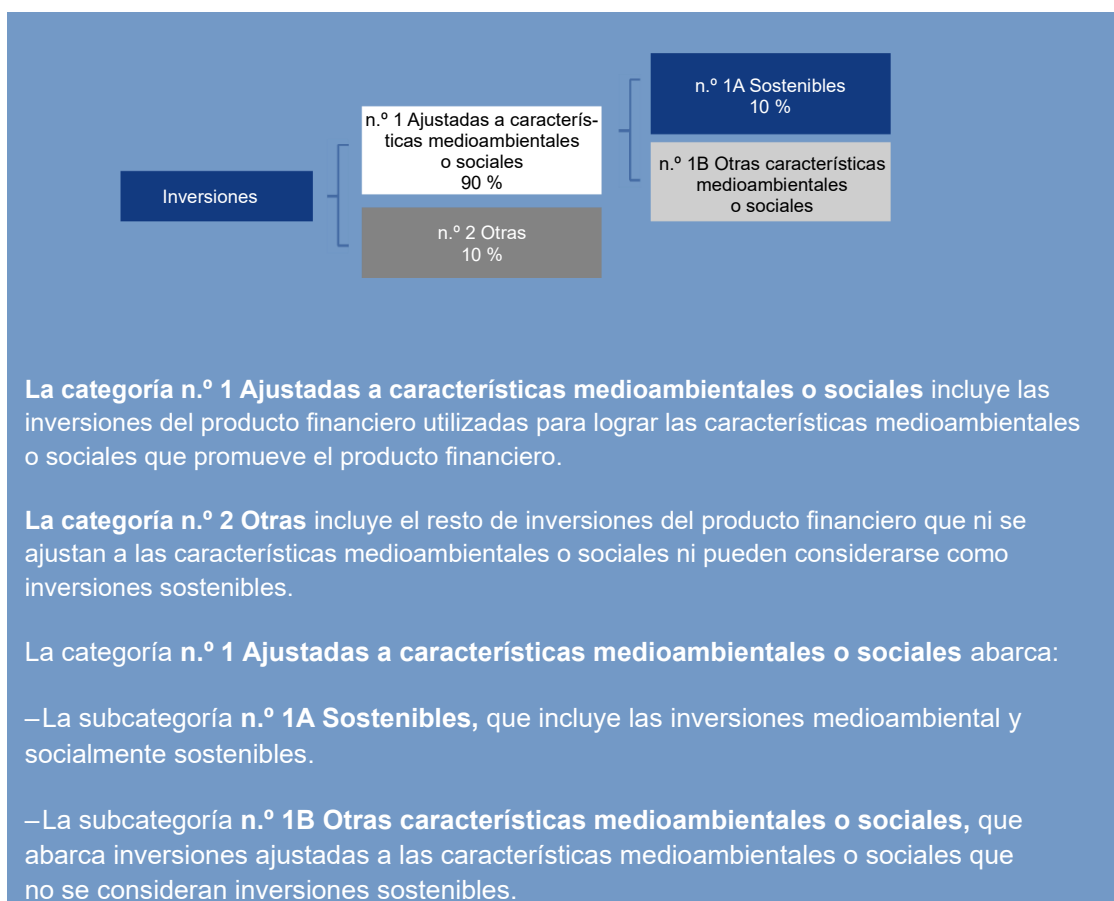 Inversiones
n.º 1 Ajustadas a caracterís-
ticas medioambientales
o sociales
90 %
n.º 2 Otras
10 %
n.º 1A Sostenibles
10 %
n.º 1B Otras características
medioambientales
o sociales
La categoría n.º 1 Ajustadas a características medioambientales o sociales incluye las
inversiones del producto financiero utilizadas para lograr las características medioambientales
o sociales que promueve el producto financiero.
La categoría n.º 2 Otras incluye el resto de inversiones del producto financiero que ni se
ajustan a las características medioambientales o sociales ni pueden considerarse como
inversiones sostenibles.
La categoría n.º 1 Ajustadas a características medioambientales o sociales abarca:
–La subcategoría n.º 1A Sostenibles, que incluye las inversiones medioambiental y
socialmente sostenibles.
–La subcategoría n.º 1B Otras características medioambientales o sociales, que
abarca inversiones ajustadas a las características medioambientales o sociales que
no se consideran inversiones sostenibles.